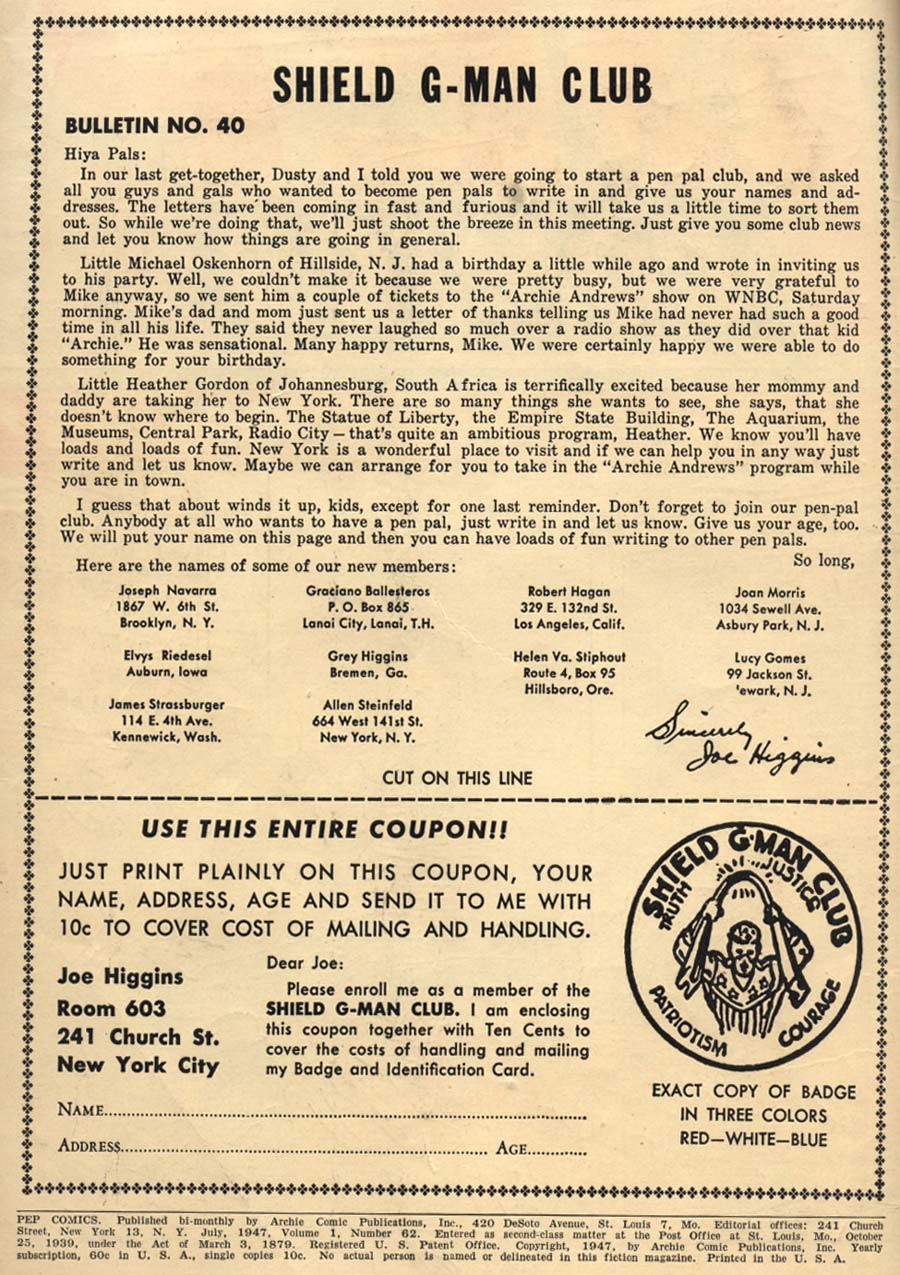 SHIELD G-MAN CLUB
BULLETIN NO. 40
Hiya Pals:
In our last get-together, Dusty and I told you we were going to start a pen pal club, and we asked
all you guys and gals who wanted to become pen pals to write in and give us your names and ad-
dresses. The letters have been coming in fast and furious and it will take us a little time to sort them
out. So while we're doing that, we'll just shoot the breeze in this meeting. Just give you some club news
and let you know how things are going in general.
Little Michael Oskenhorn of Hillside, N. J. had a birthday a little while ago and wrote in inviting us
to his party. Well, we couldn't make it because we were pretty busy, but we were very grateful to
Mike anyway, so we sent him a couple of tickets to the "Archie Andrews" show on WNBC, Saturday
morning. Mike's dad and mom just sent us a letter of thanks telling us Mike had never had such a good
time in all his life. They said they never laughed so much over a radio show as they did over that kid
"Archie." He was sensational. Many happy returns, Mike. We were certainly happy we were able to do
something for your birthday.
Little Heather Gordon of Johannesburg, South Africa is terrifically excited because her mommy and
daddy are taking her to New York. There are so many things she wants to see, she says, that she
doesn't know where to begin. The Statue of Liberty, the Empire State Building, The Aquarium, the
Museums, Central Park, Radio City — that's quite an ambitious program, Heather. We know you'll have
loads and loads of fun. New York is a wonderful place to visit and if we can help you in any way just
write and let us know. Maybe we can arrange for you to take in the "Archie Andrews" program while
you are in town.
I guess that about winds it up, kids, except for one last reminder. Don't forget to join our pen-pal
club. Anybody at all who wants to have a pen pal, just write in and let us know. Give us your age, too.
We will put your name on this page and then you can have loads of fun writing to other pen pals.
So long,
Here are the names of some of our new members:
Joseph Navarra
1867 W. 6th St.
Brooklyn, N. Y.
Graciano Ballesteros
P. O. Box 865
Lanai City, Lanai, T.H.
Robert Hagan
329 E. 132nd St.
Los Angeles, Calif.
Joan Morris
1034 Sewell Ave.
Asbury Park, N. J.
Elvys Riedesel
Auburn, Iowa
Grey Higgins
Bremen, Ga.
Helen Va. Stiphout
Route 4, Box 95
Hillsboro, Ore.
Lucy Gomes
99 Jackson St.
'ewark, N. J.
James Strassburger
114 E. 4th Ave.
Kennewick, Wash.
Allen Steinfeld
664 West 141st St.
New York, N. Y.
Sincerely
Joe Higgins
CUT ON THIS LINE
USE THIS ENTIRE COUPON!!
JUST PRINT PLAINLY ON THIS COUPON, YOUR
NAME, ADDRESS, AGE AND SEND IT TO ME WITH
10c TO COVER COST OF MAILING AND HANDLING.
Joe Higgins
Room 603
241 Church St.
New York City
Dear Joe:
Please enroll me as a member of the
SHIELD G-MAN CLUB. I am enclosing
this coupon together with Ten Cents to
cover the costs of handling and mailing
my Badge and Identification Card.
NAME
ADDRESS AGE
SHIELD G-MAN CLUB
TRUTH
JUSTICE
PATRIOTISM
COURAGE
EXACT COPY OF BADGE
IN THREE COLORS
RED—WHITE—BLUE
PEP COMICS. Published bi-monthly by Archie Comic Publications, Inc., 420 DeSoto Avenue, St. Louis 7, Mo. Editorial offices: 241 Church
Street, New York 13, N. Y. July, 1947, Volume 1, Number 62. Entered as second-class matter at the Post Office at St. Louis, Mo., October
25, 1939, under the Act of March 3, 1879. Registered U. S. Patent Office. Copyright, 1947, by Archie Comic Publications, Inc. Yearly
subscription, 60c in U. S. A., single copies 10c. No actual person is named or delineated in this fiction magazine. Printed in the U. S. A.